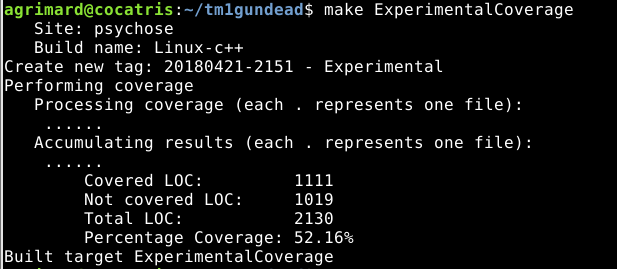 agrimard@cocatris:~/tm1gundead$ make ExperimentalCoverage
Site: psychose
Build name: Linux-c++
Create new tag: 20180421-2151 - Experimental
Performing coverage
Processing coverage (each . represents one file):
......
Accumulating results (each . represents one file):
......
Covered LOC: 1111
Not covered LOC: 1019
Total LOC: 2130
Percentage Coverage: 52.16%
Built target ExperimentalCoverage